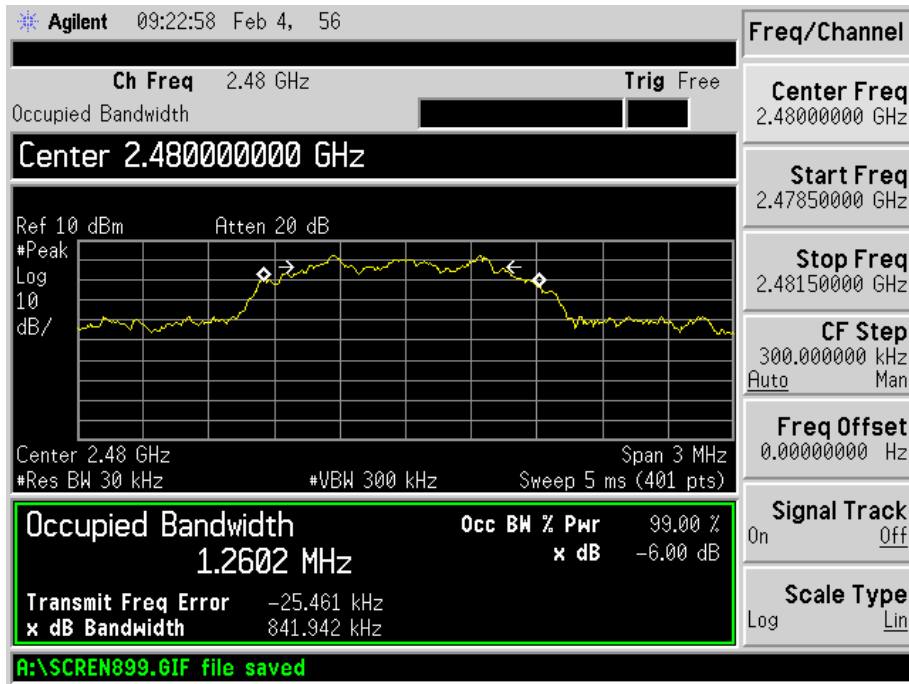 Agilent 09:22:58 Feb 4, 56
Freq/Channel
Ch Freq 2.48 GHz Trig Free
Occupied Bandwidth
Center 2.480000000 GHz
Ref 10 dBm Atten 20 dB
#Peak
Log
10
dB/
Center 2.48 GHz Span 3 MHz
#Res BW 30 kHz #VBW 300 kHz Sweep 5 ms (401 pts)
Occupied Bandwidth Occ BW % Pwr 99.00 %
1.2602 MHz x dB -6.00 dB
Transmit Freq Error -25.461 kHz
x dB Bandwidth 841.942 kHz
A:\SCREN899.GIF file saved
Center Freq
2.48000000 GHz
Start Freq
2.47850000 GHz
Stop Freq
2.48150000 GHz
CF Step
300.000000 kHz
Auto Man
Freq Offset
0.00000000 Hz
Signal Track
On Off
Scale Type
Log Lin